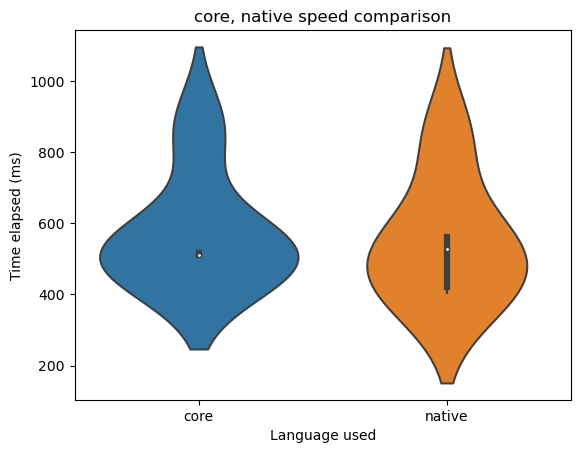 core, native speed comparison
Time elapsed (ms)
1000
800
600
400
200
core native
Language used